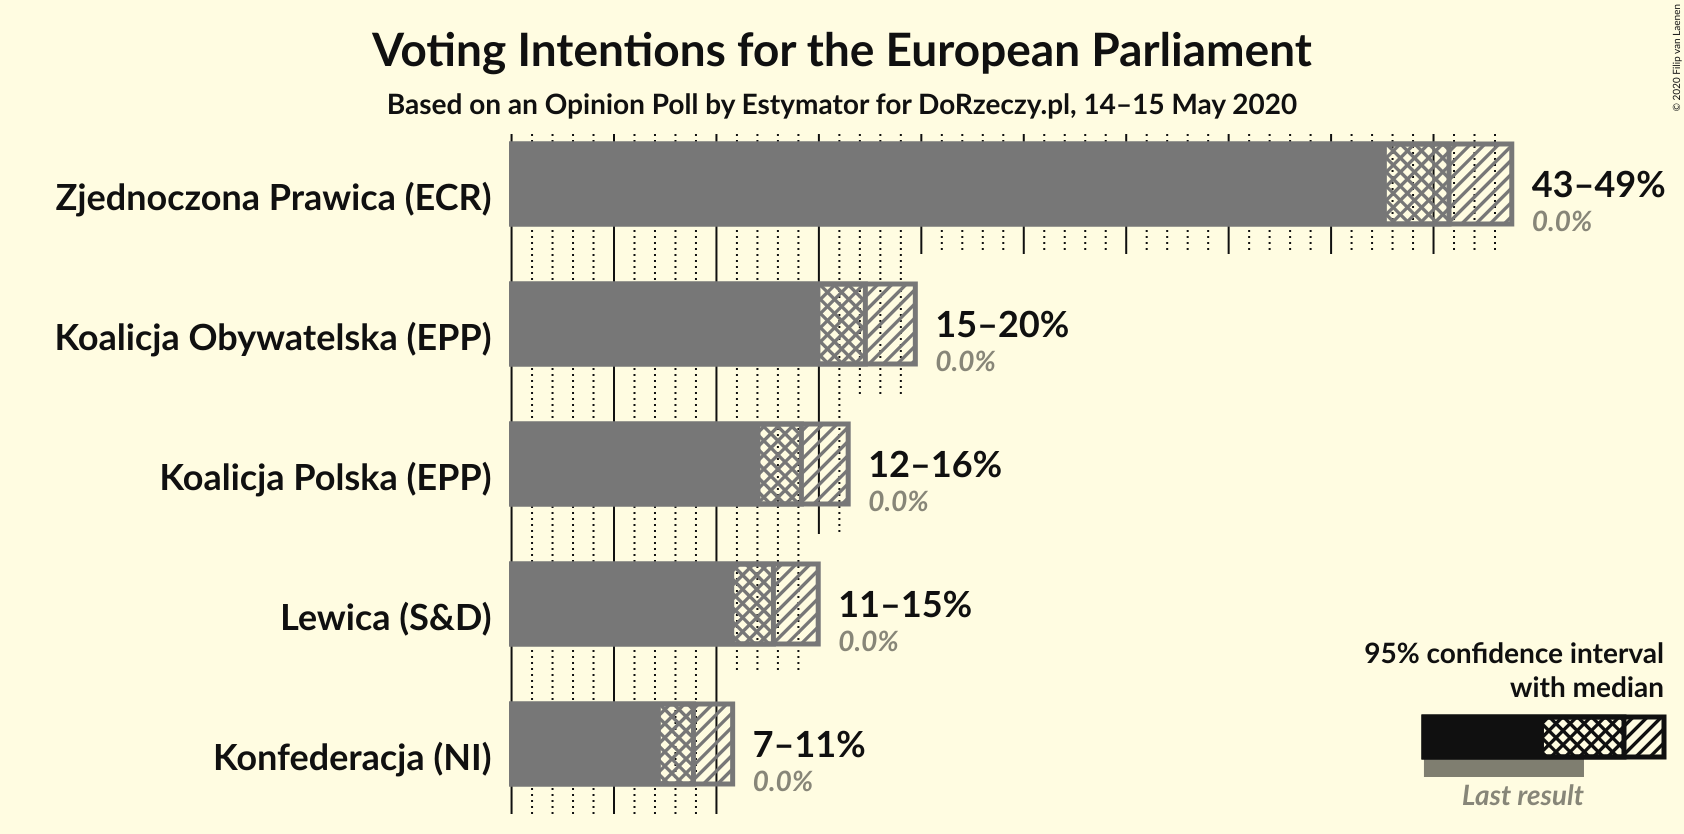 Voting Intentions for the European Parliament
Based on an Opinion Poll by Estymator for DoRzeczy.pl, 14–15 May 2020
© 2020 Filip van Laenen
Zjednoczona Prawica (ECR)
43–49%
0.0%
Koalicja Obywatelska (EPP)
15–20%
0.0%
Koalicja Polska (EPP)
12–16%
0.0%
Lewica (S&D)
11–15%
0.0%
Konfederacja (NI)
7–11%
0.0%
95% confidence interval
with median
Last result